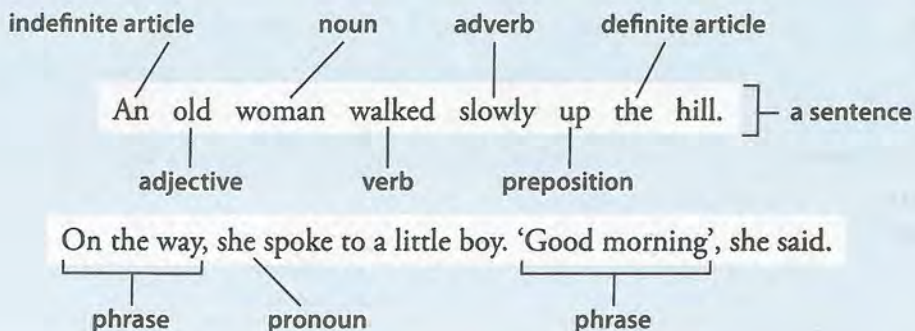 indefinite article noun adverb definite article
An old woman walked slowly up the hill. a sentence
adjective verb preposition
On the way, she spoke to a little boy. ‘Good morning’, she said.
phrase pronoun phrase